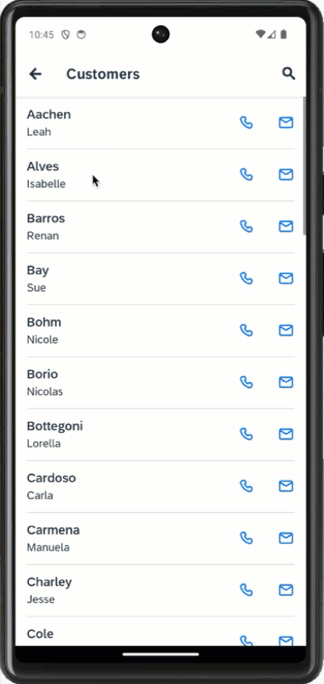 10:45
Customers
Aachen
Leah
Alves
Isabelle
Barros
Renan
Bay
Sue
Bohm
Nicole
Borio
Nicolas
Bottegoni
Lorella
Cardoso
Carla
Carmena
Manuela
Charley
Jesse
Cole